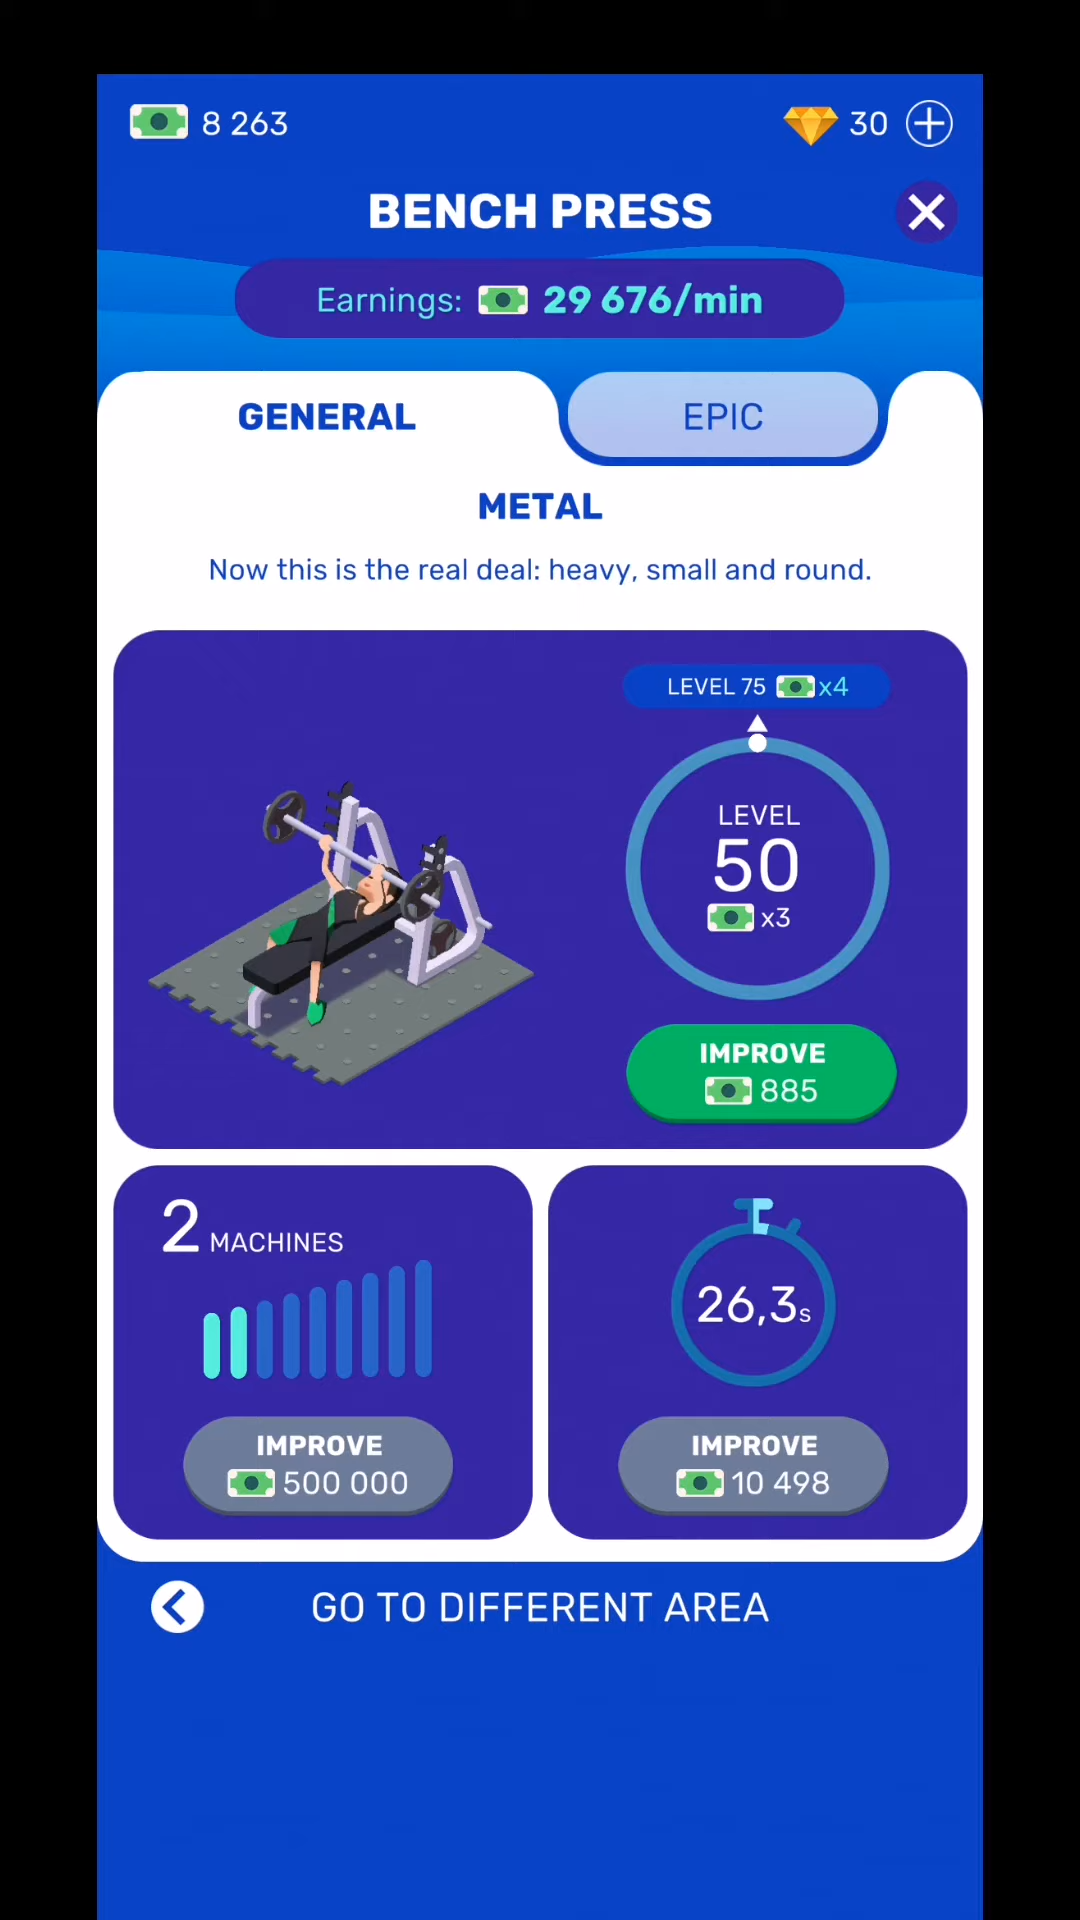 8 263
30
BENCH PRESS
Earnings: 29 676/min
GENERAL
EPIC
METAL
Now this is the real deal: heavy, small and round.
LEVEL 75 x4
LEVEL
50
x3
IMPROVE
885
2 MACHINES
26,3s
IMPROVE
500 000
IMPROVE
10 498
GO TO DIFFERENT AREA